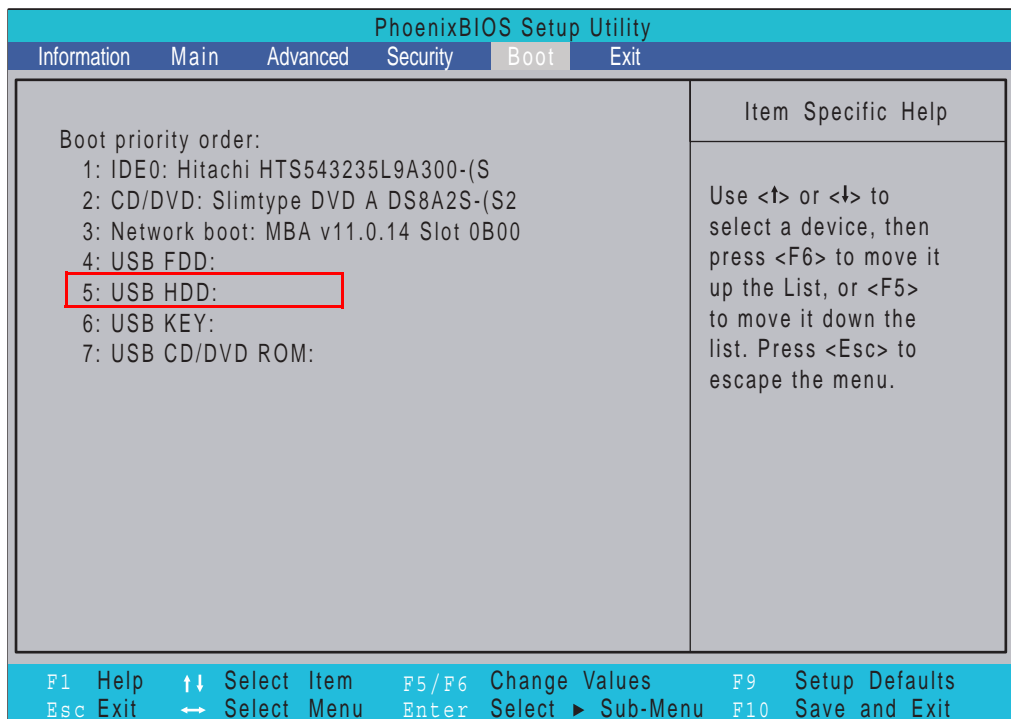 PhoenixBIOS Setup Utility
Information Main Advanced Security Boot Exit
Boot priority order:
1: IDE0: Hitachi HTS543235L9A300-(S
2: CD/DVD: Slimtype DVD A DS8A2S-(S2
3: Network boot: MBA v11.0.14 Slot 0B00
4: USB FDD:
5: USB HDD:
6: USB KEY:
7: USB CD/DVD ROM:
Item Specific Help
Use <↑> or <↓> to
select a device, then
press <F6> to move it
up the List, or <F5>
to move it down the
list. Press <Esc> to
escape the menu.
F1 Help ↑↓ Select Item F5/F6 Change Values F9 Setup Defaults
Esc Exit ↔ Select Menu Enter Select ► Sub-Menu F10 Save and Exit